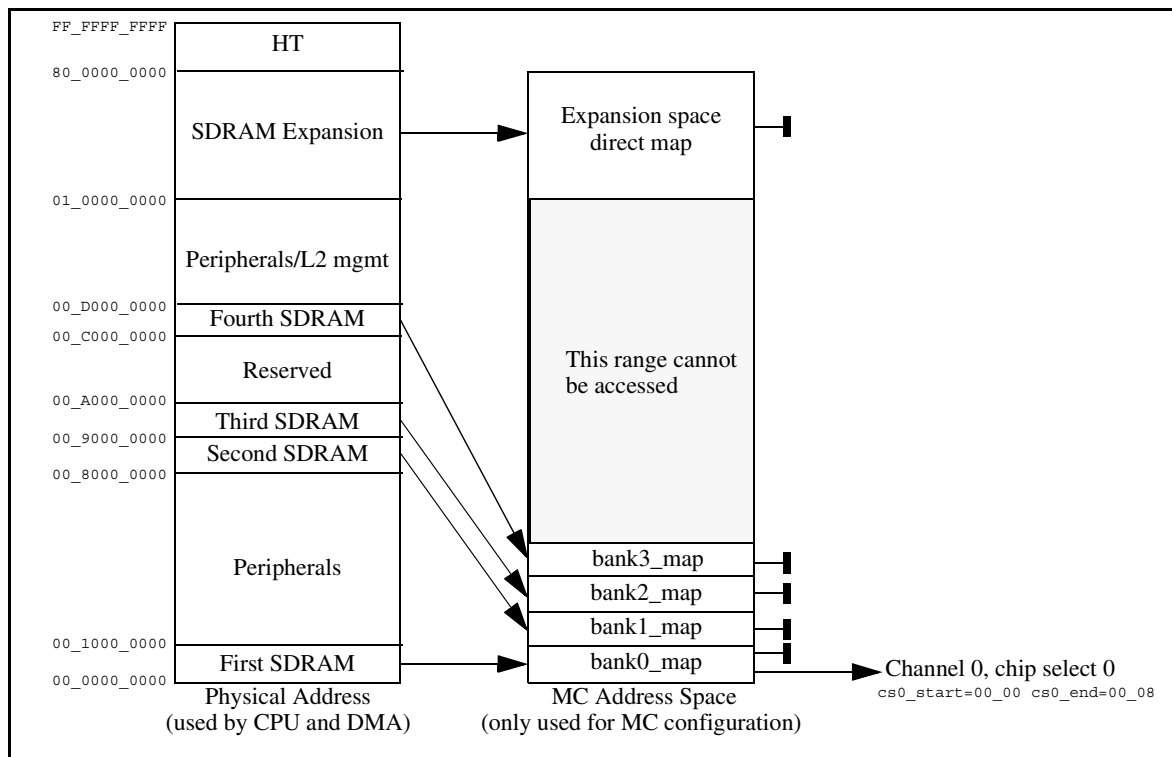 FF_FFFF_FFFF
HT
80_0000_0000
SDRAM Expansion
Expansion space
direct map
01_0000_0000
Peripherals/L2 mgmt
00_D000_0000
Fourth SDRAM
00_C000_0000
Reserved
This range cannot
be accessed
00_A000_0000
Third SDRAM
00_9000_0000
Second SDRAM
00_8000_0000
Peripherals
bank3_map
bank2_map
bank1_map
00_1000_0000
First SDRAM
bank0_map
Channel 0, chip select 0
00_0000_0000
cs0_start=00_00 cs0_end=00_08
Physical Address
(used by CPU and DMA)
MC Address Space
(only used for MC configuration)